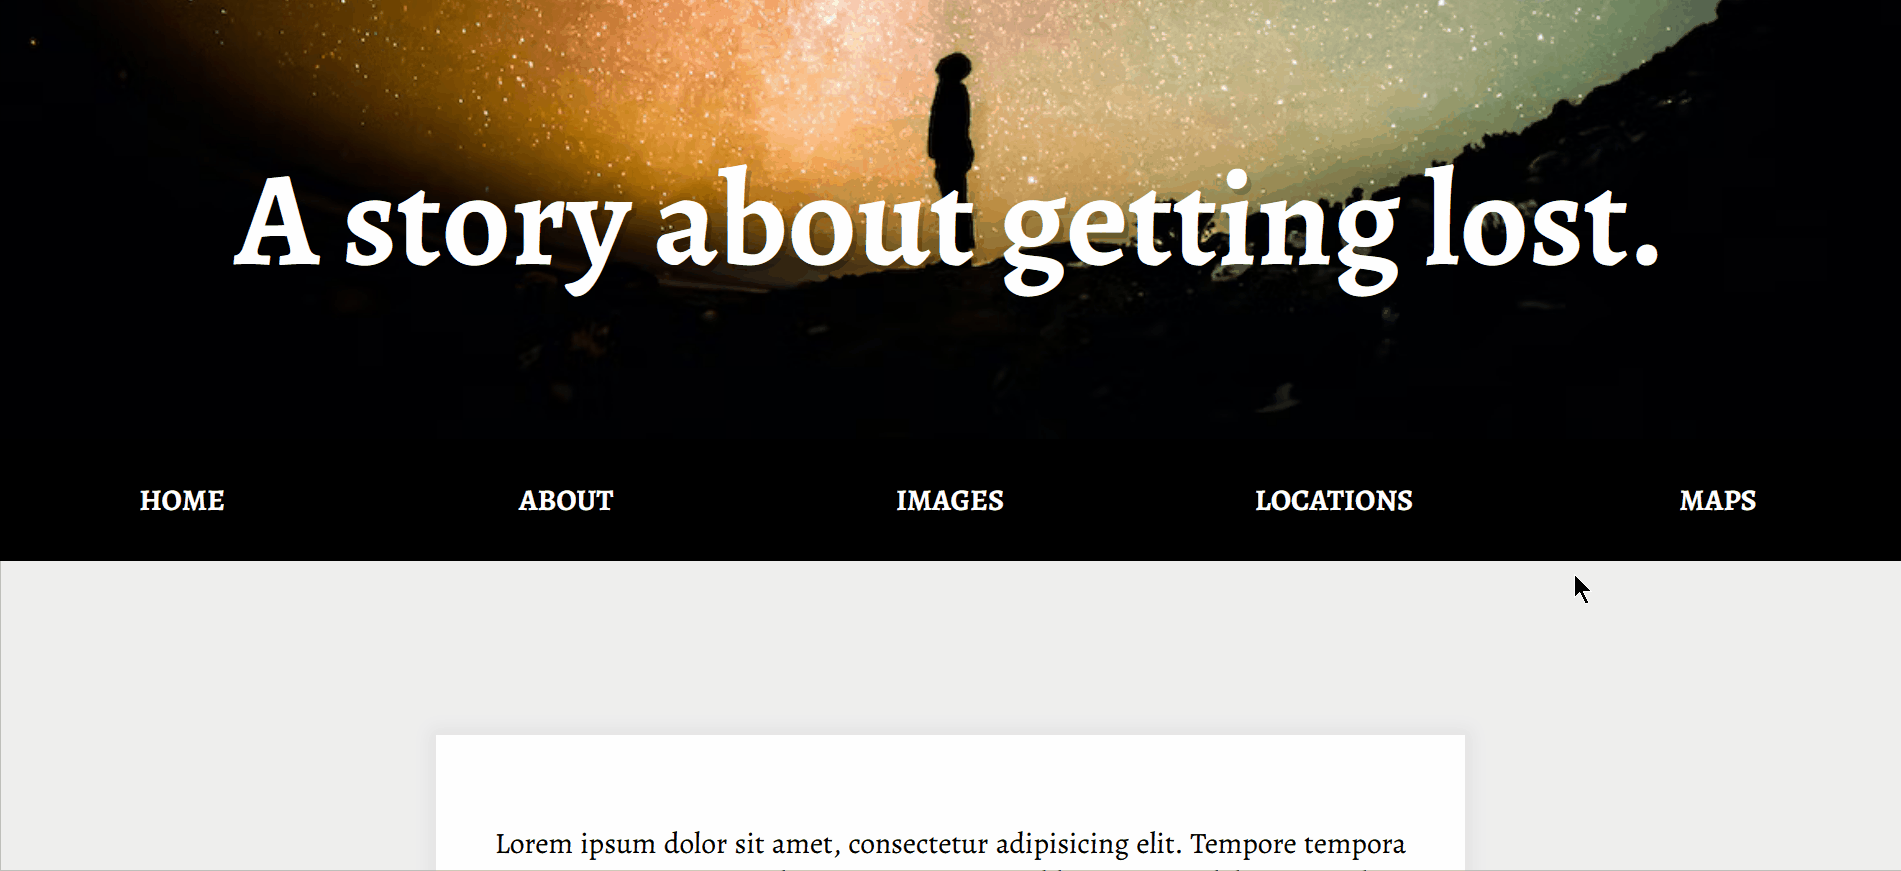 A story about getting lost.
HOME ABOUT IMAGES LOCATIONS MAPS
Lorem ipsum dolor sit amet, consectetur adipisicing elit. Tempore tempora